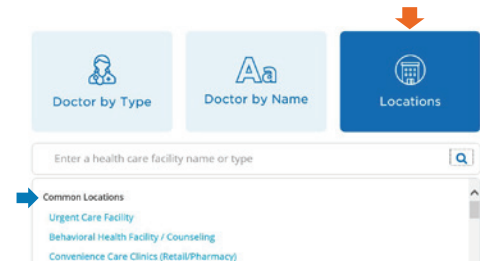 Doctor by Type
Aa
Doctor by Name
Locations
Enter a health care facility name or type
Common Locations
Urgent Care Facility
Behavioral Health Facility / Counseling
Convenience Care Clinics (Retail/Pharmacy)